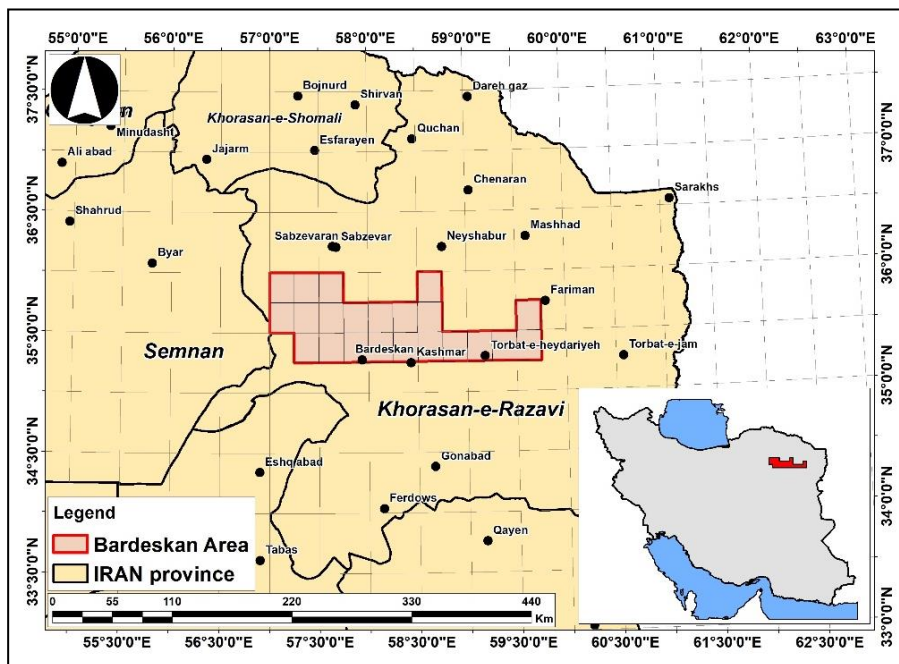 55°0'0"E 56°0'0"E 57°0'0"E 58°0'0"E 59°0'0"E 60°0'0"E 61°0'0"E 62°0'0"E 63°0'0"E
37°30'0"N
36°30'0"N
35°30'0"N
34°30'0"N
33°30'0"N
Bojnurd
Shirvan
Dareh gaz
Khorasan-e-Shomali
Minudasht
Quchan
Ali abad
Jajarm
Esfarayen
Chenaran
Sarakhs
Shahrud
Mashhad
Sabzevaran
Sabzevar
Neyshabur
Byar
Fariman
Semnan
Bardeskan
Kashmar
Torbat-e-heydariyeh
Torbat-e-jam
Khorasan-e-Razavi
Eshqabad
Gonabad
Ferdows
Qayen
Tabas
Legend
Bardeskan Area
IRAN province
0 55 110 220 330 440
Km
37°0'0"N
36°0'0"N
35°0'0"N
34°0'0"N
33°0'0"N
55°30'0"E 56°30'0"E 57°30'0"E 58°30'0"E 59°30'0"E 60°30'0"E 61°30'0"E 62°30'0"E